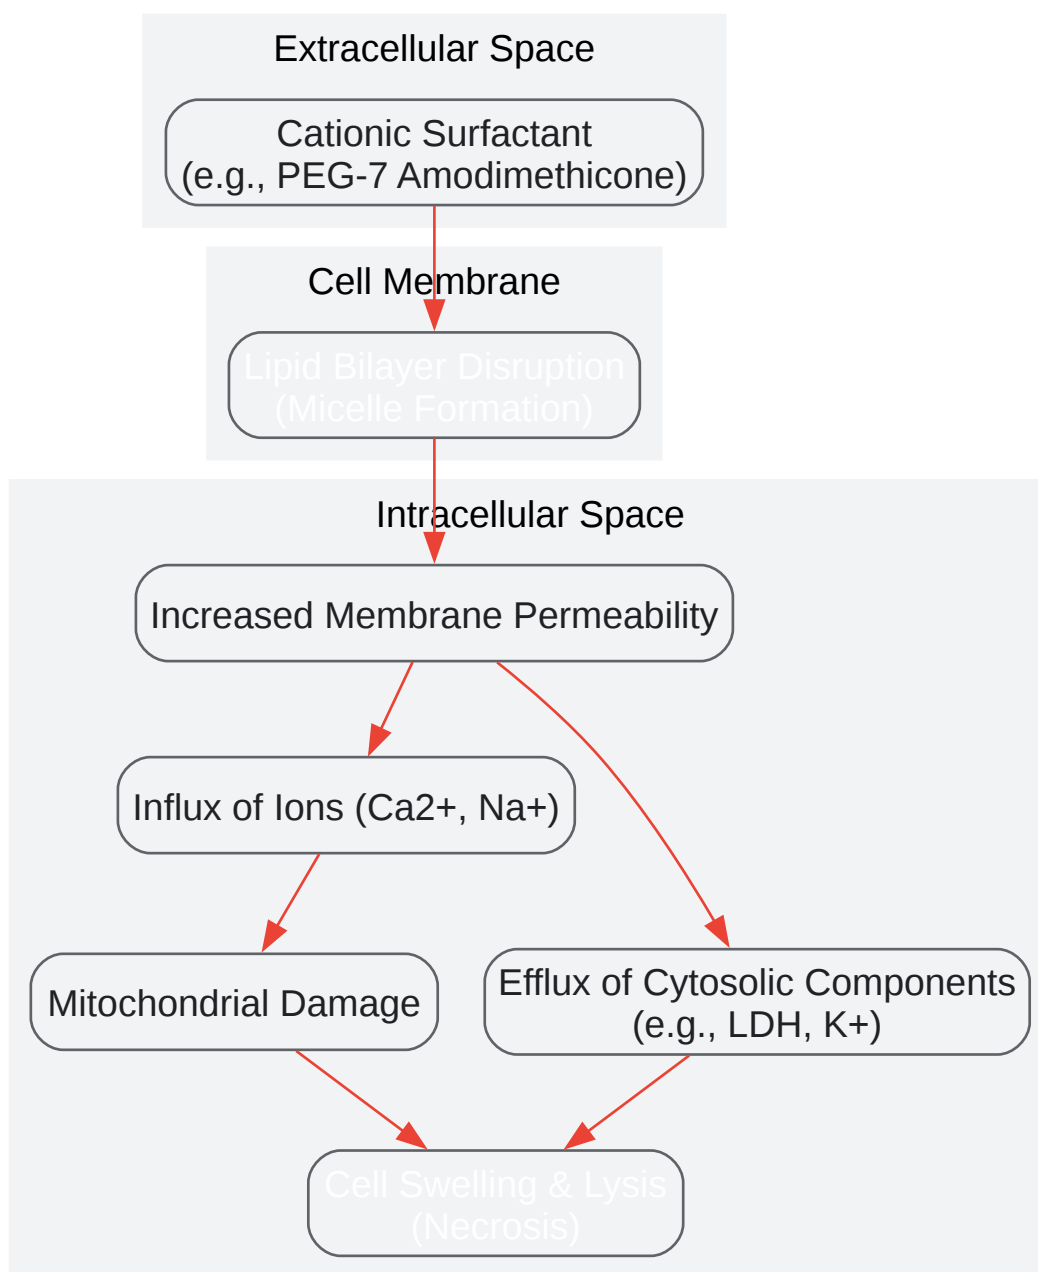 Extracellular Space
Cationic Surfactant
(e.g., PEG-7 Amodimethicone)
Cell Membrane
Lipid Bilayer Disruption
(Micelle Formation)
Intracellular Space
Increased Membrane Permeability
Influx of Ions (Ca2+, Na+)
Mitochondrial Damage
Efflux of Cytosolic Components
(e.g., LDH, K+)
Cell Swelling & Lysis
(Necrosis)